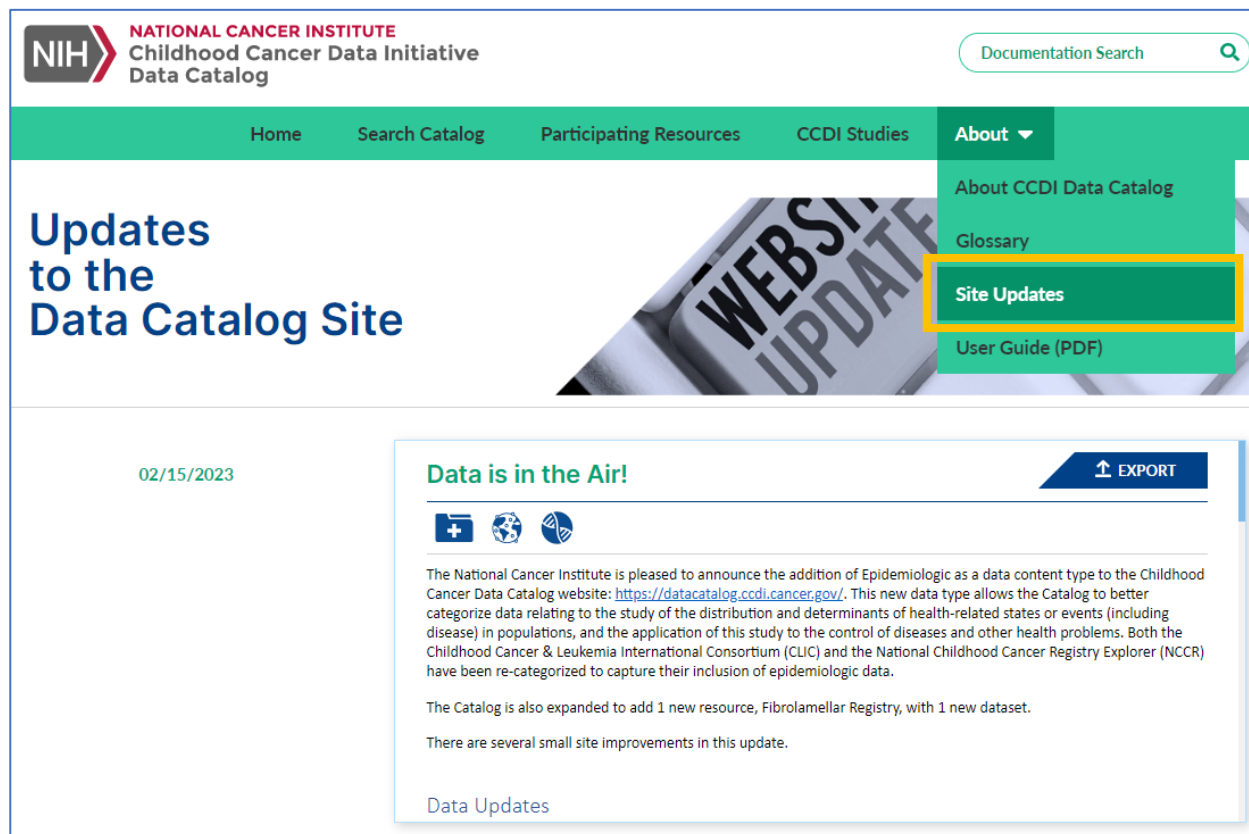 NIH
NATIONAL CANCER INSTITUTE
Childhood Cancer Data Initiative
Data Catalog
Documentation Search
Home
Search Catalog
Participating Resources
CCDI Studies
About
About CCDI Data Catalog
Glossary
Site Updates
User Guide (PDF)
Updates
to the
Data Catalog Site
WEBSITE
UPDATE
02/15/2023
Data is in the Air!
EXPORT
The National Cancer Institute is pleased to announce the addition of Epidemiologic as a data content type to the Childhood
Cancer Data Catalog website: https://datacatalog.ccdi.cancer.gov/. This new data type allows the Catalog to better
categorize data relating to the study of the distribution and determinants of health-related states or events (including
disease) in populations, and the application of this study to the control of diseases and other health problems. Both the
Childhood Cancer & Leukemia International Consortium (CLIC) and the National Childhood Cancer Registry Explorer (NCCR)
have been re-categorized to capture their inclusion of epidemiologic data.
The Catalog is also expanded to add 1 new resource, Fibrolamellar Registry, with 1 new dataset.
There are several small site improvements in this update.
Data Updates